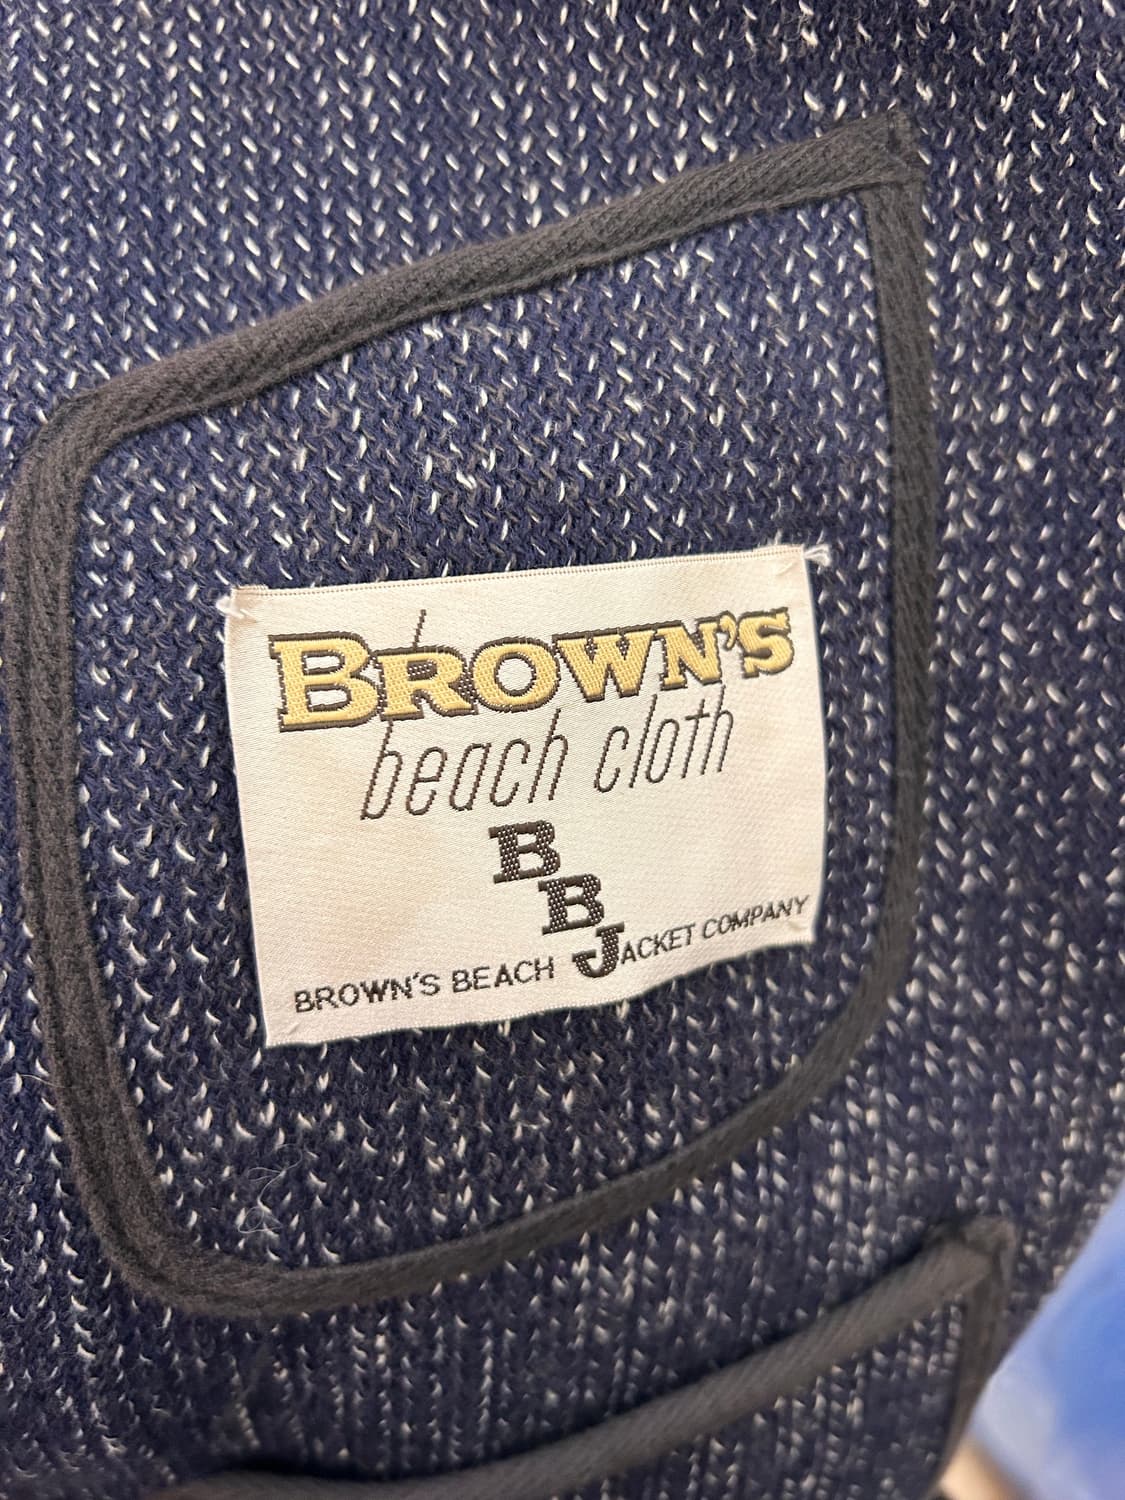 BROWN'S
beach cloth
B
B
BROWN'S BEACH JACKET COMPANY